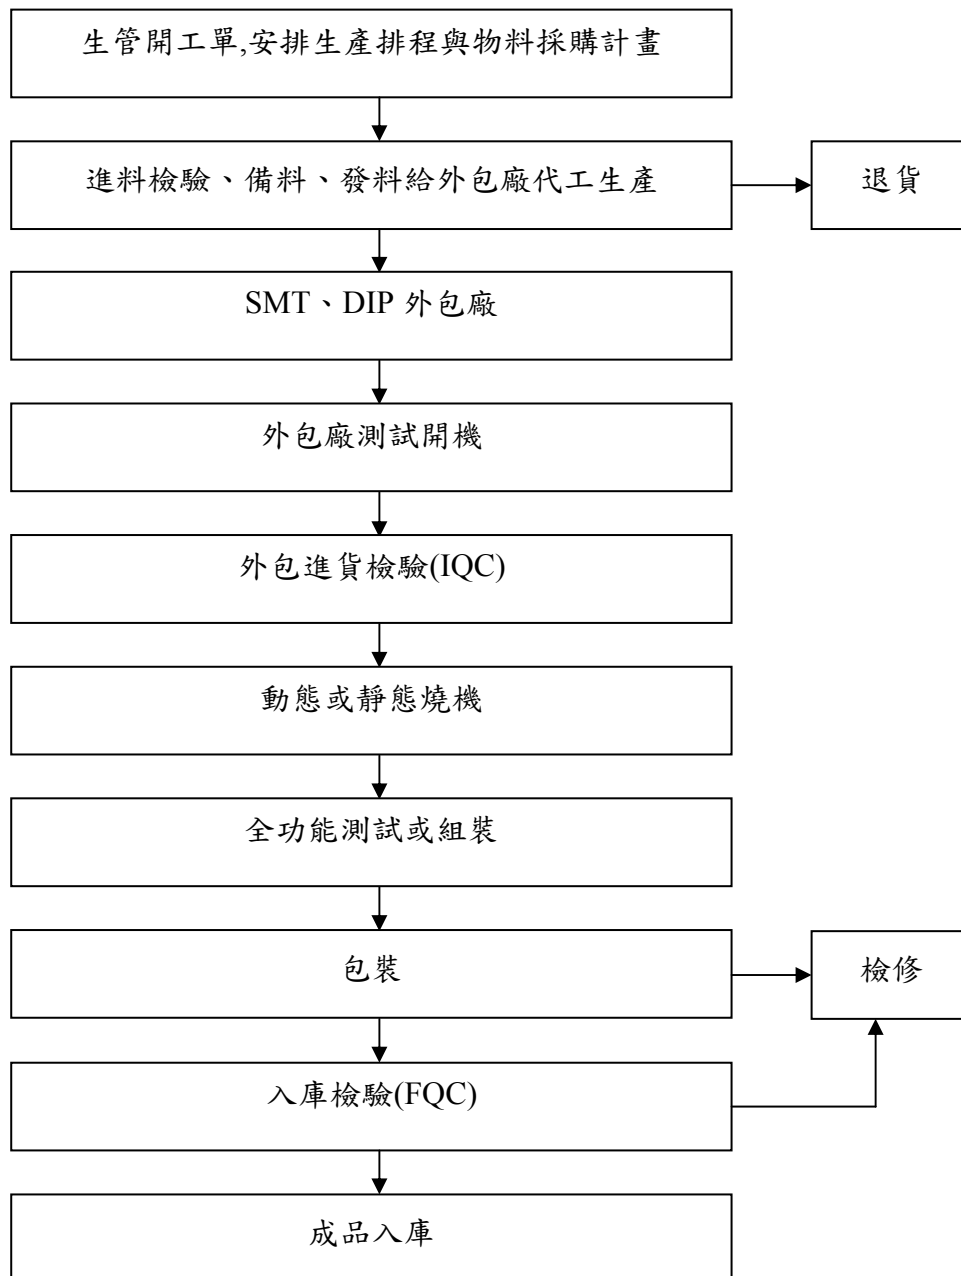 生管開工單,安排生產排程與物料採購計畫
進料檢驗、備料、發料給外包廠代工生產
退貨
SMT、DIP 外包廠
外包廠測試開機
外包進貨檢驗(IQC)
動態或靜態燒機
全功能測試或組裝
包裝
檢修
入庫檢驗(FQC)
成品入庫